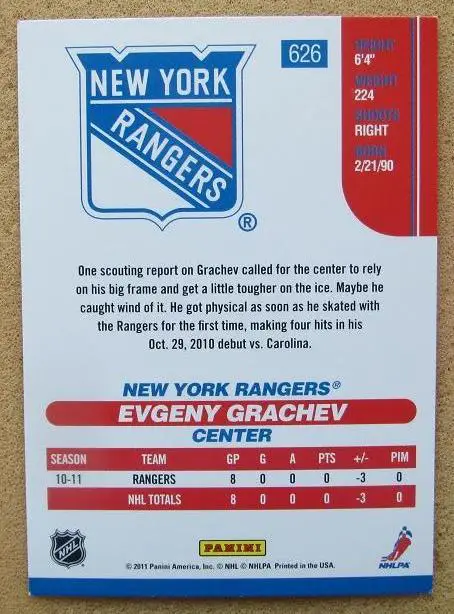 NEW YORK
RANGERS
®
626
HEIGHT
6'4"
WEIGHT
224
SHOOTS
RIGHT
BORN
2/21/90
One scouting report on Grachev called for the center to rely
on his big frame and get a little tougher on the ice. Maybe he
caught wind of it. He got physical as soon as he skated with
the Rangers for the first time, making four hits in his
Oct. 29, 2010 debut vs. Carolina.
NEW YORK RANGERS®
EVGENY GRACHEV
CENTER
SEASON TEAM GP G A PTS +/- PIM
10-11 RANGERS 8 0 0 0 -3 0
NHL TOTALS 8 0 0 0 -3 0
NHL
PANINI
NHLPA
© 2011 Panini America, Inc. © NHL © NHLPA Printed in the USA.